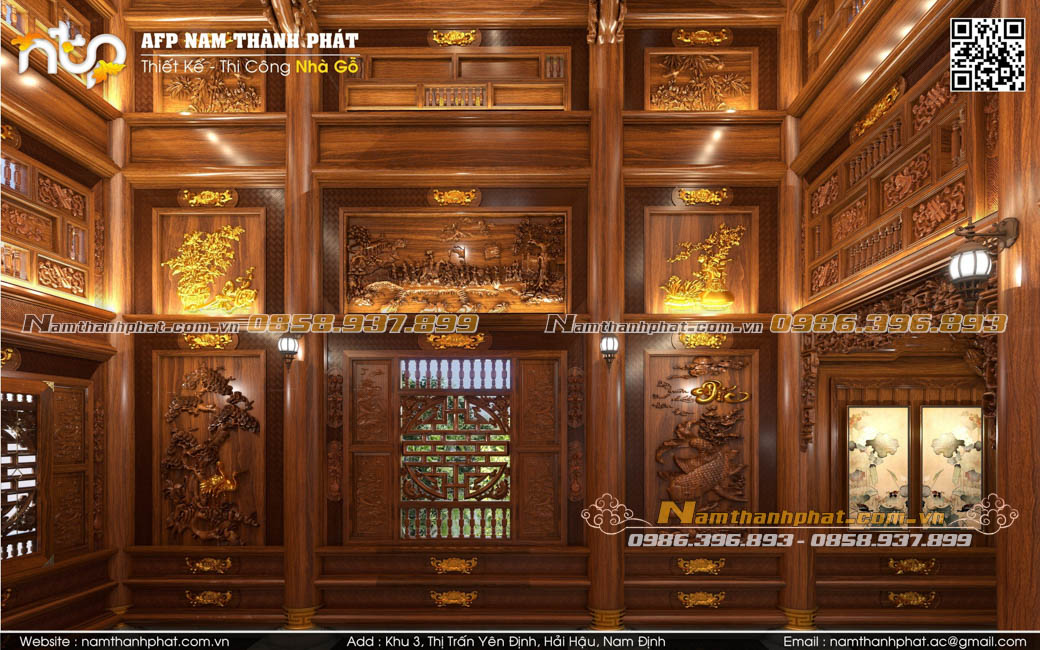 ntp
AFP NAM THÀNH PHÁT
Thiết Kế - Thi Công Nhà Gỗ
Namthanhphat.com.vn 0858.937.899
Namthanhphat.com.vn 0986.396.893
Đức
Namthanhphat.com.vn
0986.396.893 - 0858.937.899
Website : namthanhphat.com.vn
Add : Khu 3, Thị Trấn Yên Định, Hải Hậu, Nam Định
Email : namthanhphat.ac@gmail.com